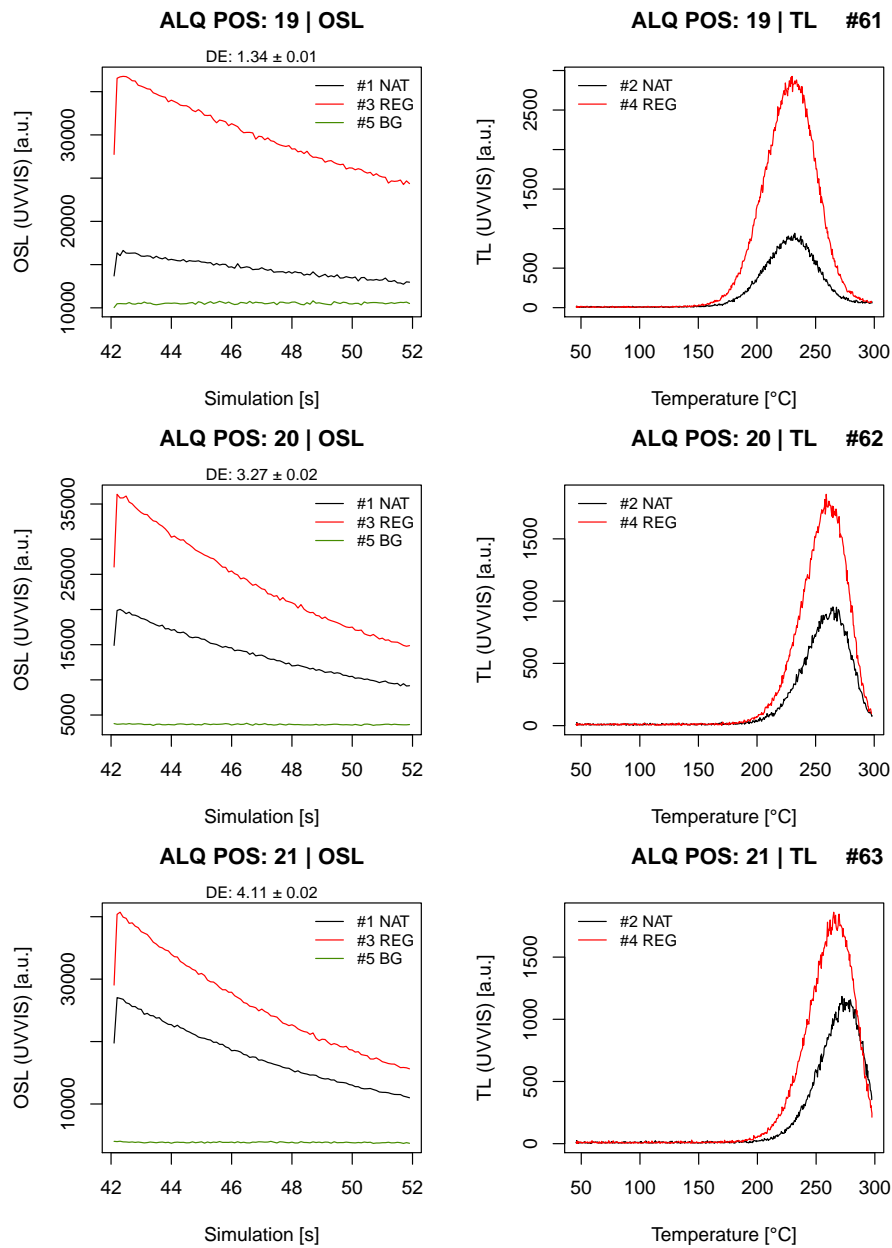 ALQ POS: 19 | OSL
DE: 1.34 ± 0.01
#1 NAT
#3 REG
#5 BG
OSL (UVVIS) [a.u.]
10000
20000
30000
42
44
46
48
50
52
Simulation [s]
ALQ POS: 19 | TL #61
#2 NAT
#4 REG
TL (UVVIS) [a.u.]
0
500
1500
2500
50
100
150
200
250
300
Temperature [°C]
ALQ POS: 20 | OSL
DE: 3.27 ± 0.02
#1 NAT
#3 REG
#5 BG
OSL (UVVIS) [a.u.]
5000
15000
25000
35000
42
44
46
48
50
52
Simulation [s]
ALQ POS: 20 | TL #62
#2 NAT
#4 REG
TL (UVVIS) [a.u.]
0
500
1000
1500
50
100
150
200
250
300
Temperature [°C]
ALQ POS: 21 | OSL
DE: 4.11 ± 0.02
#1 NAT
#3 REG
#5 BG
OSL (UVVIS) [a.u.]
10000
30000
42
44
46
48
50
52
Simulation [s]
ALQ POS: 21 | TL #63
#2 NAT
#4 REG
TL (UVVIS) [a.u.]
0
500
1000
1500
50
100
150
200
250
300
Temperature [°C]